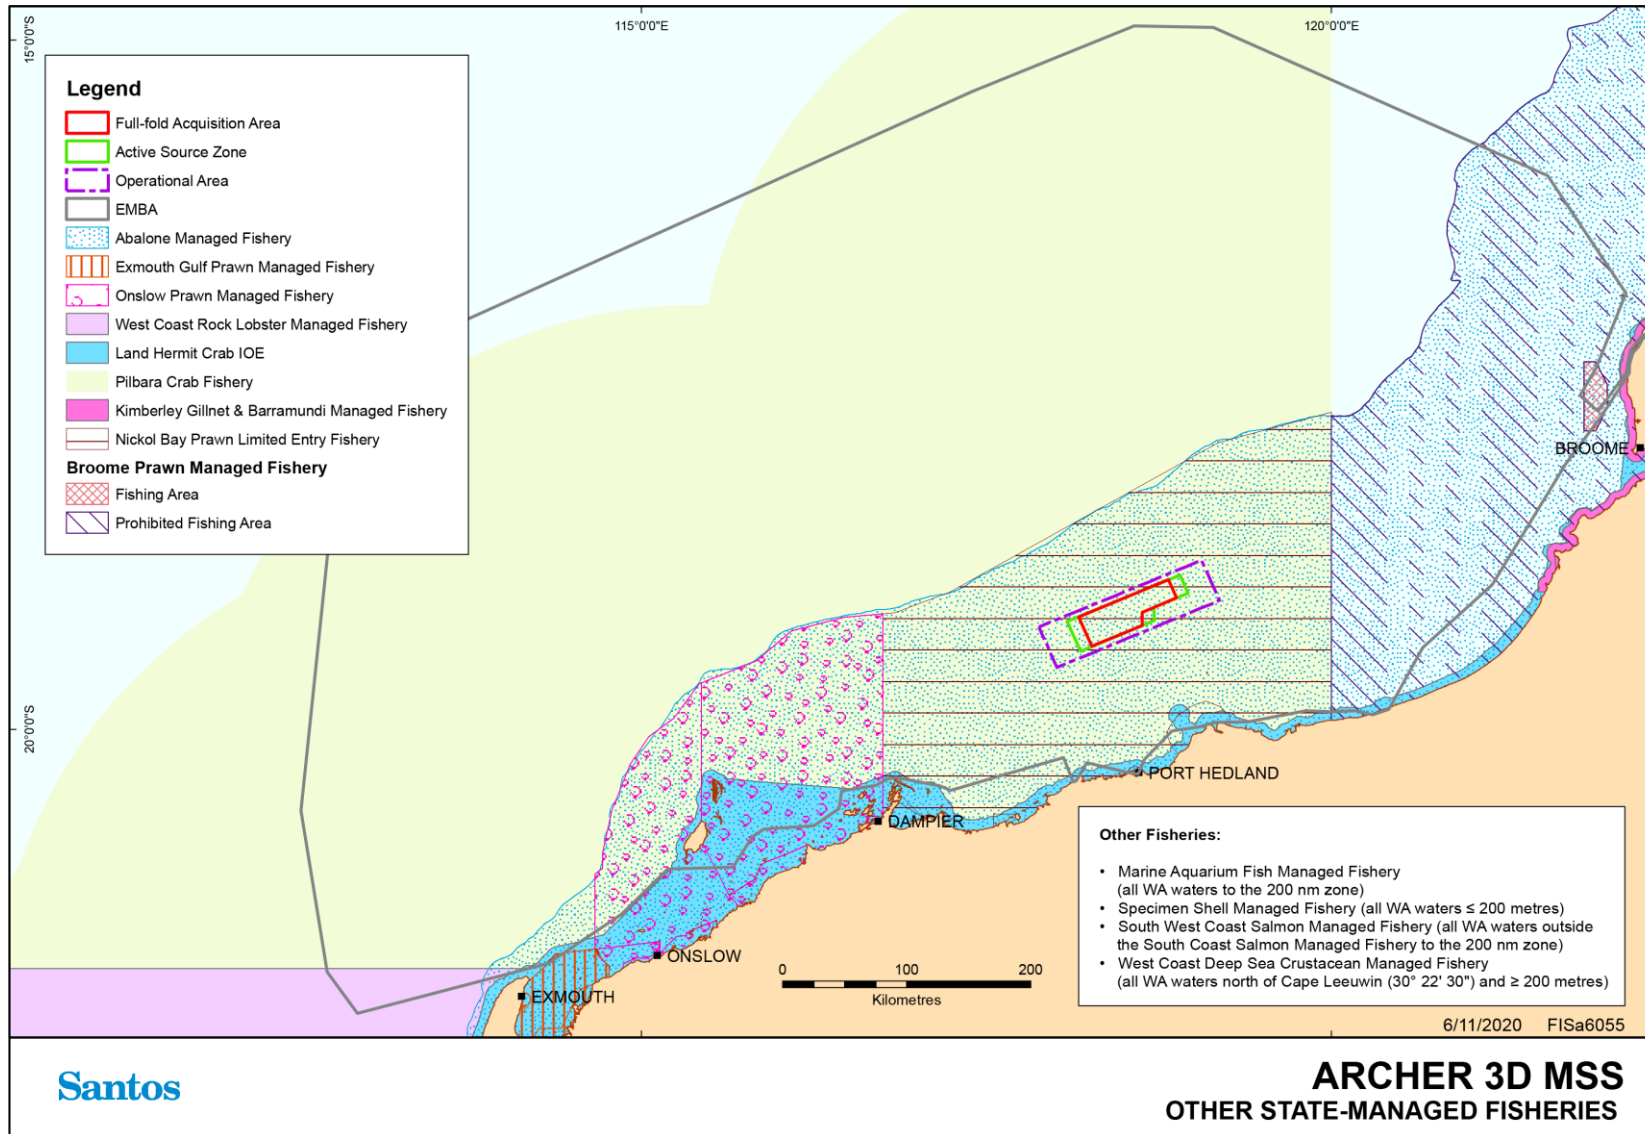 115°0'0"E
120°0'0"E
15°0'0"S
20°0'0"S
Legend
Full-fold Acquisition Area
Active Source Zone
Operational Area
EMBA
Abalone Managed Fishery
Exmouth Gulf Prawn Managed Fishery
Onslow Prawn Managed Fishery
West Coast Rock Lobster Managed Fishery
Land Hermit Crab IOE
Pilbara Crab Fishery
Kimberley Gillnet & Barramundi Managed Fishery
Nickol Bay Prawn Limited Entry Fishery
Broome Prawn Managed Fishery
Fishing Area
Prohibited Fishing Area
BROOME
PORT HEDLAND
DAMPIER
ONSLOW
EXMOUTH
0 100 200
Kilometres
Other Fisheries:
• Marine Aquarium Fish Managed Fishery
(all WA waters to the 200 nm zone)
• Specimen Shell Managed Fishery (all WA waters ≤ 200 metres)
• South West Coast Salmon Managed Fishery (all WA waters outside
the South Coast Salmon Managed Fishery to the 200 nm zone)
• West Coast Deep Sea Crustacean Managed Fishery
(all WA waters north of Cape Leeuwin (30° 22' 30") and ≥ 200 metres)
6/11/2020 FISa6055
Santos
ARCHER 3D MSS
OTHER STATE-MANAGED FISHERIES